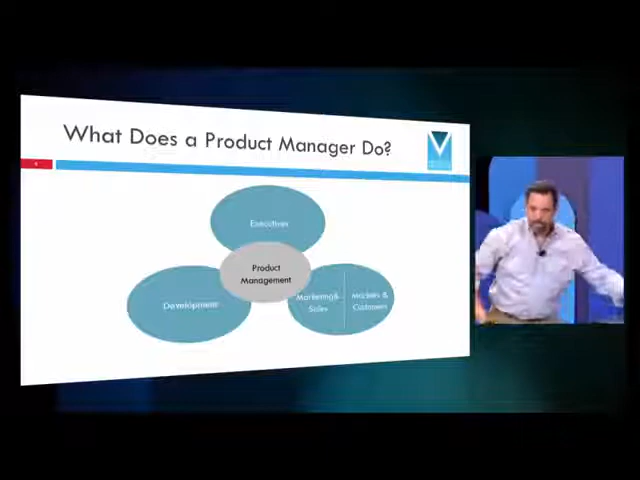 What Does a Product Manager Do?
Executives
Product
Management
Development
Marketing&
Sales
Markets &
Customers